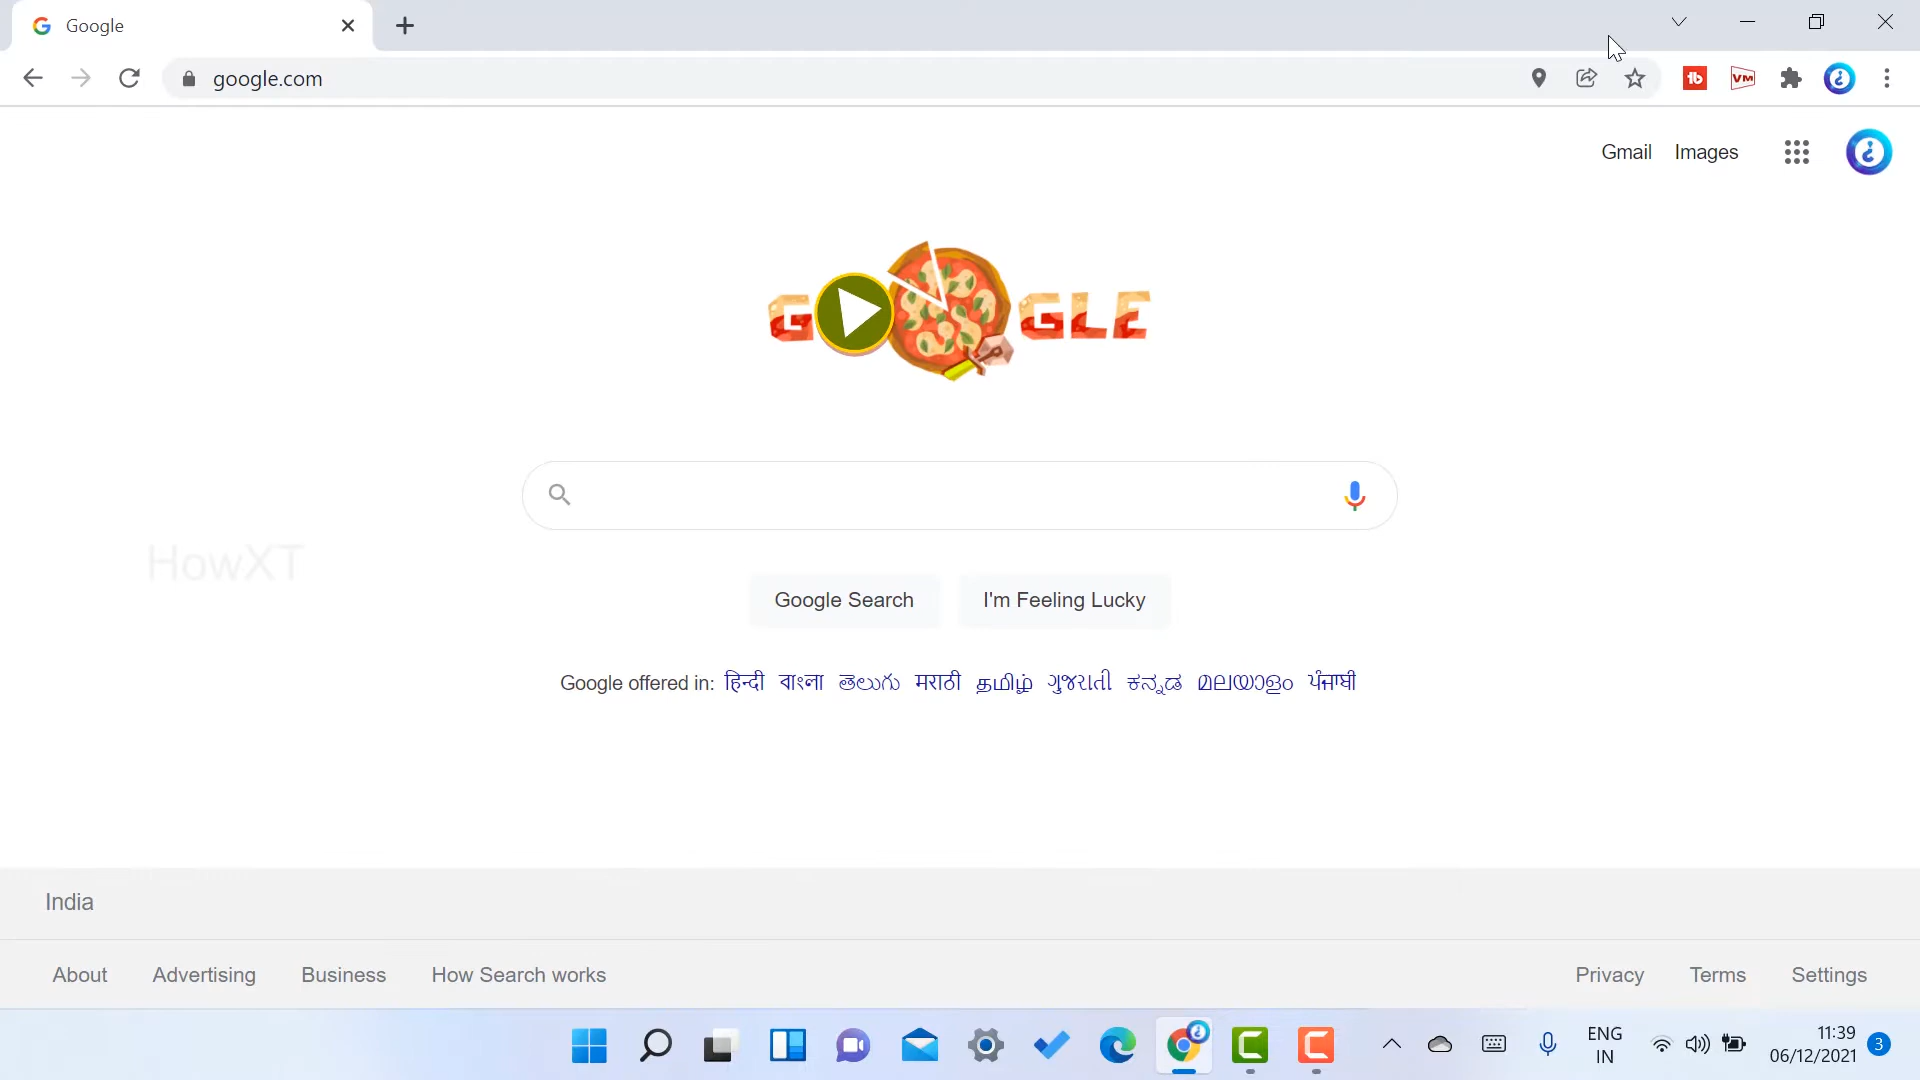 Google
google.com
Gmail Images
GOOGLE
HowXT
Google Search I'm Feeling Lucky
Google offered in: हिन्दी বাংলা తెలుగు मराठी தமிழ் ગુજરાતી ಕನ್ನಡ മലയാളം ਪੰਜਾਬੀ
India
About Advertising Business How Search works Privacy Terms Settings
ENG 11:39
IN 06/12/2021 3